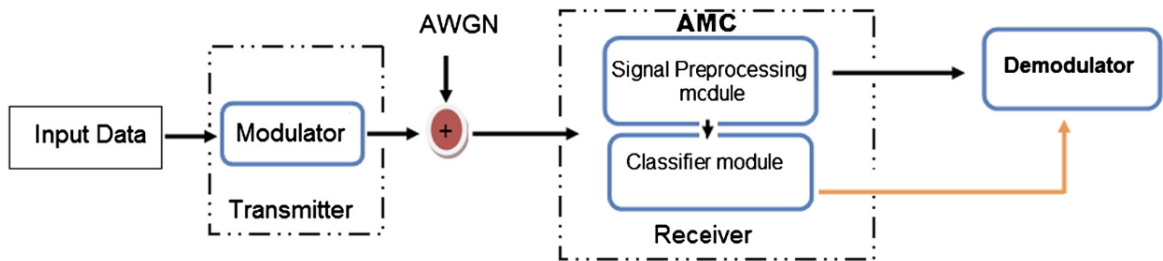 AWGN
AMC
Signal Preprocessing
mcdule
Demodulator
Input Data
Modulator
+
Classifier module
Transmitter
Receiver